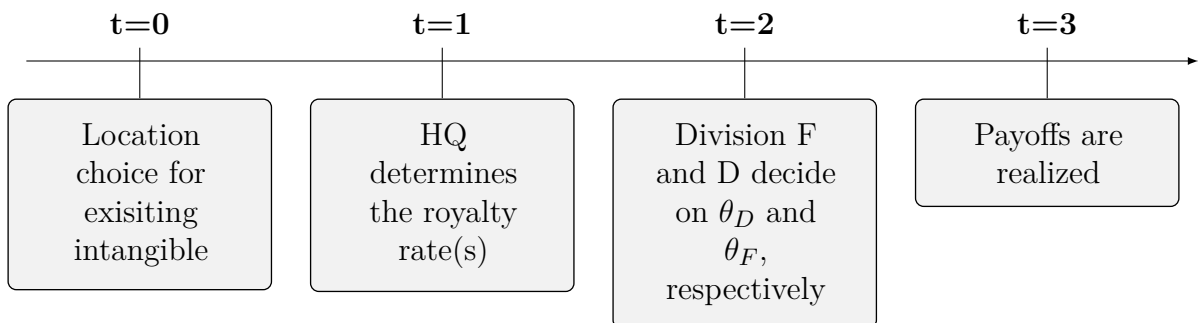 t=0
t=1
t=2
t=3
Location
choice for
exisiting
intangible
HQ
determines
the royalty
rate(s)
Division F
and D decide
on θ_D and
θ_F,
respectively
Payoffs are
realized